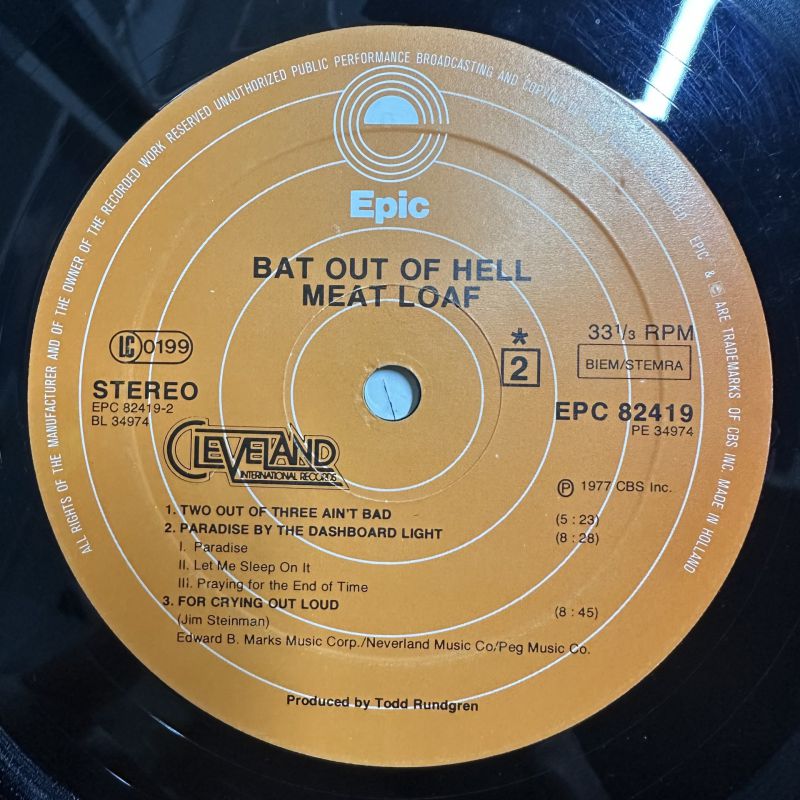 ALL RIGHTS OF THE MANUFACTURER AND OF THE OWNER OF THE RECORDED WORK RESERVED UNAUTHORIZED PUBLIC PERFORMANCE BROADCASTING AND COPYING OF PROHIBITED EPIC & ARE TRADEMARKS OF CBS INC. MADE IN HOLLAND
Epic
BAT OUT OF HELL
MEAT LOAF
LC 0199
STEREO
EPC 82419-2
BL 34974
* 2
33 1/3 RPM
BIEM/STEMRA
EPC 82419
PE 34974
CLEVELAND
INTERNATIONAL RECORDS
Ⓟ 1977 CBS Inc.
1. TWO OUT OF THREE AIN'T BAD (5 : 23)
2. PARADISE BY THE DASHBOARD LIGHT (8 : 28)
I. Paradise
II. Let Me Sleep On It
III. Praying for the End of Time
3. FOR CRYING OUT LOUD (8 : 45)
(Jim Steinman)
Edward B. Marks Music Corp./Neverland Music Co/Peg Music Co.
Produced by Todd Rundgren